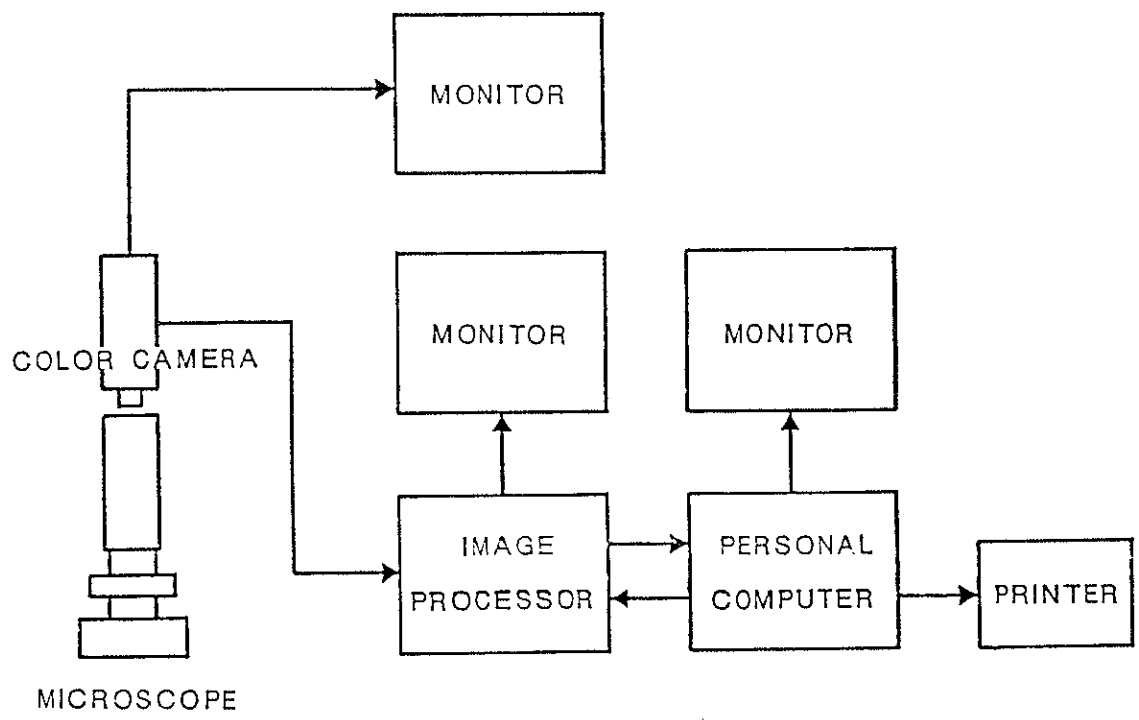 MONITOR
MONITOR
MONITOR
COLOR CAMERA
IMAGE
PROCESSOR
PERSONAL
COMPUTER
PRINTER
MICROSCOPE